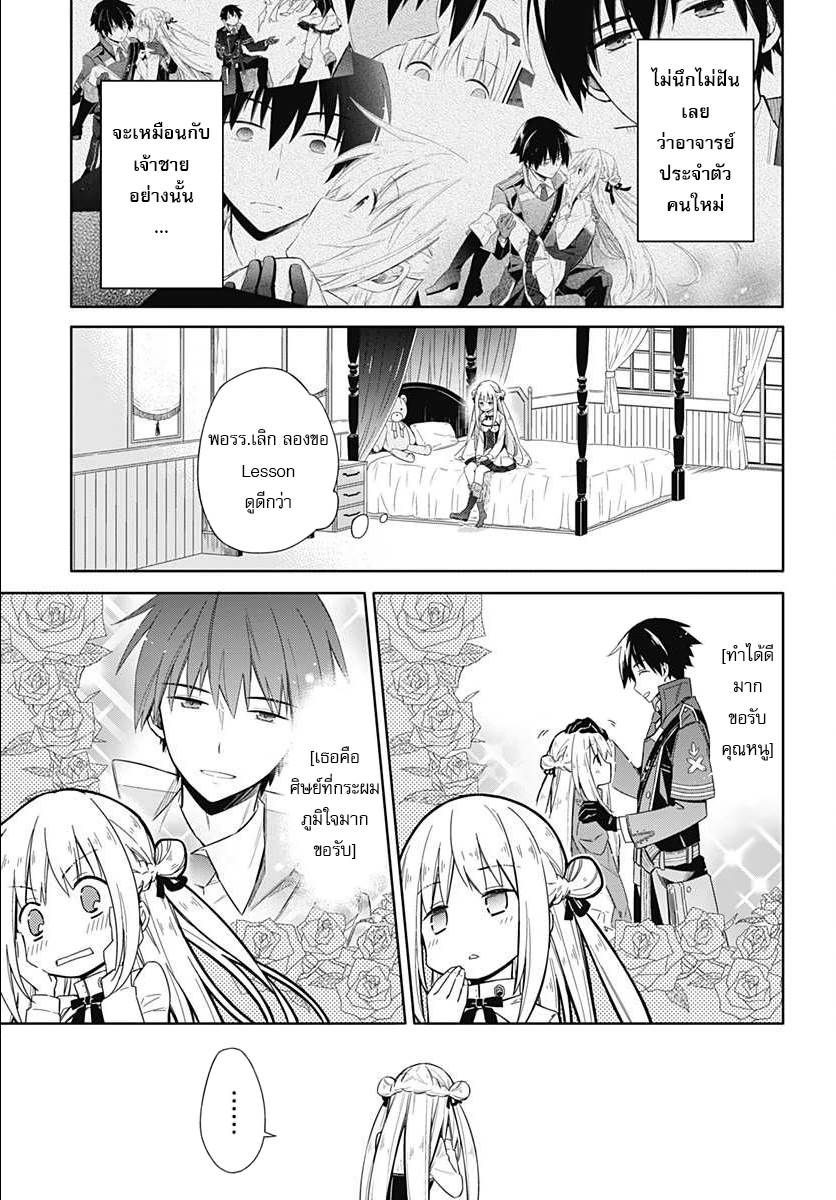 ไม่นึกไม่ฝัน
เลย
ว่าอาจารย์
ประจำตัว
คนใหม่
จะเหมือนกับ
เจ้าชาย
อย่างนั้น
...
พอรร.เลิก ลองขอ
Lesson
ดูดีกว่า
[ทำได้ดี
มาก
ขอรับ
คุณหนู]
[เธอคือ
ศิษย์ที่กระผม
ภูมิใจมาก
ขอรับ]
......